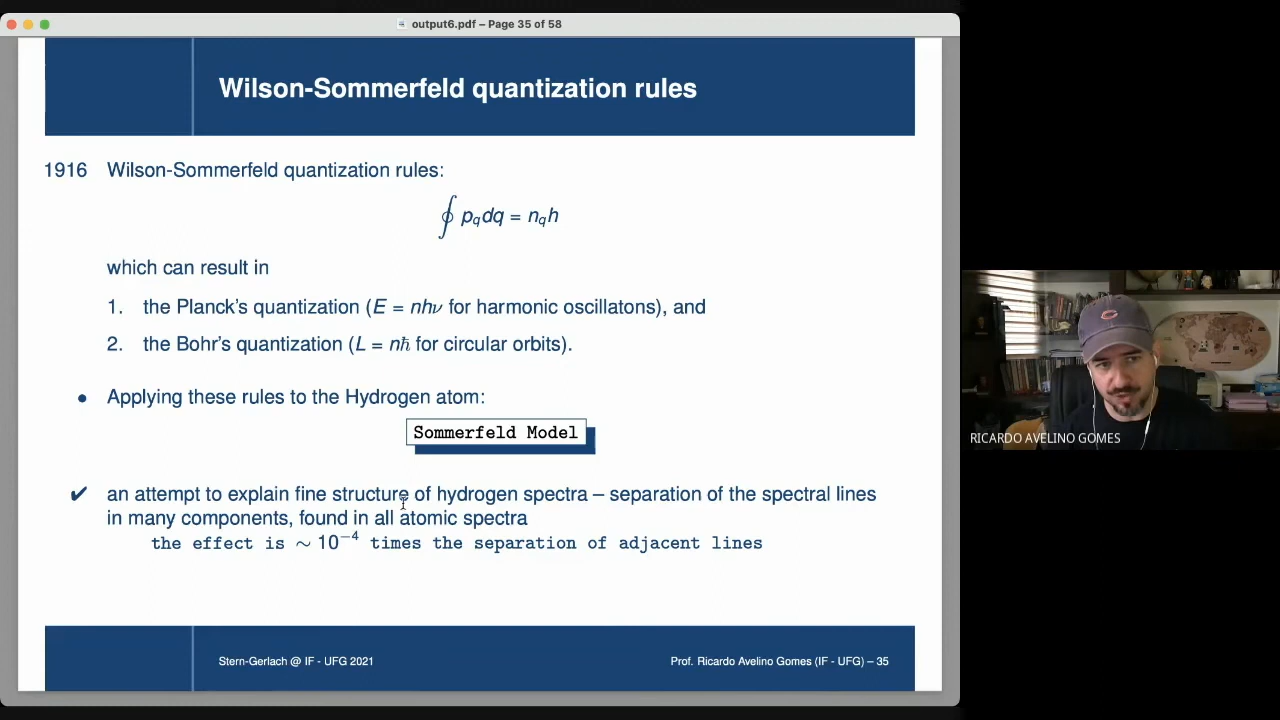 output6.pdf – Page 35 of 58
Wilson-Sommerfeld quantization rules
1916 Wilson-Sommerfeld quantization rules:
∮ p_q dq = n_q h
which can result in
1. the Planck's quantization (E = nhν for harmonic oscillatons), and
2. the Bohr's quantization (L = nħ for circular orbits).
• Applying these rules to the Hydrogen atom:
Sommerfeld Model
✔ an attempt to explain fine structure of hydrogen spectra – separation of the spectral lines
in many components, found in all atomic spectra
the effect is ∼ 10⁻⁴ times the separation of adjacent lines
Stern-Gerlach @ IF - UFG 2021
Prof. Ricardo Avelino Gomes (IF - UFG) – 35
RICARDO AVELINO GOMES